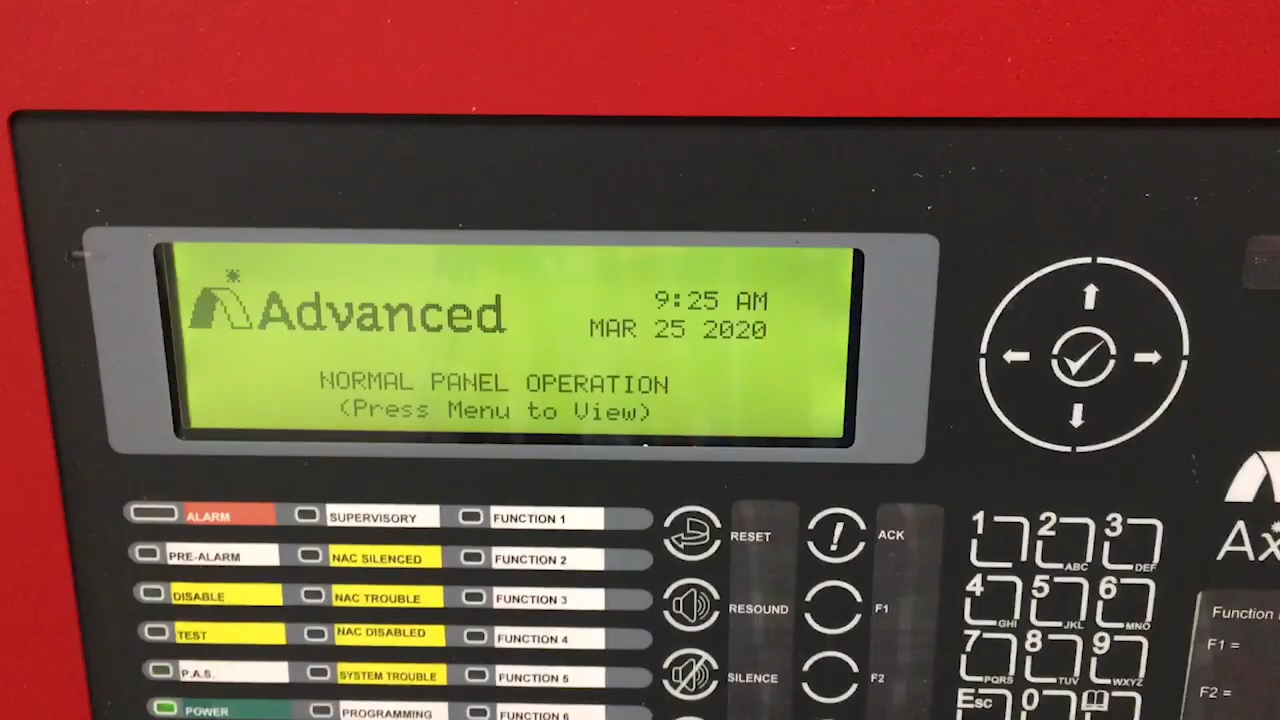 Advanced
9:25 AM
MAR 25 2020
NORMAL PANEL OPERATION
(Press Menu to View)
ALARM
SUPERVISORY
FUNCTION 1
PRE-ALARM
NAC SILENCED
FUNCTION 2
DISABLE
NAC TROUBLE
FUNCTION 3
TEST
NAC DISABLED
FUNCTION 4
P.A.S.
SYSTEM TROUBLE
FUNCTION 5
POWER
PROGRAMMING
FUNCTION 6
RESET
ACK
RESOUND
F1
SILENCE
F2
1
2 ABC
3 DEF
4 GHI
5 JKL
6 MNO
7 PQRS
8 TUV
9 WXYZ
Esc
0
Ax
Function
F1 =
F2 =